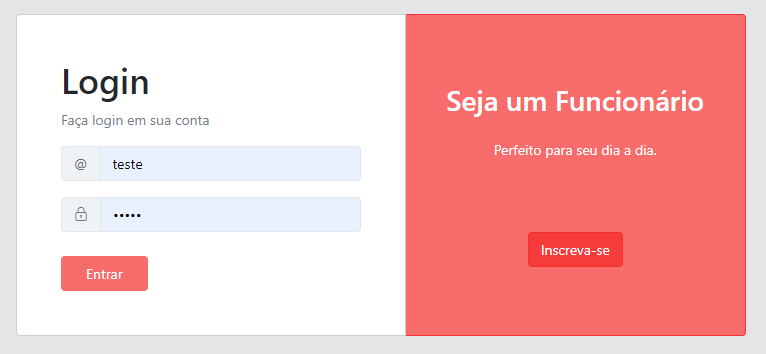 Login
Faça login em sua conta
@
teste
•••••
Entrar
Seja um Funcionário
Perfeito para seu dia a dia.
Inscreva-se